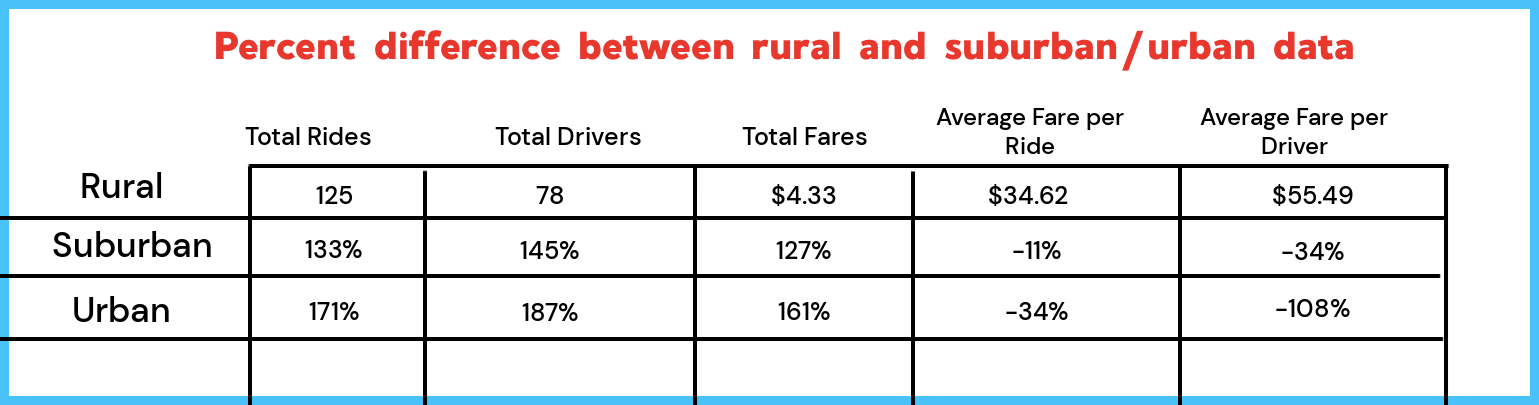 Percent difference between rural and suburban/urban data
Total Rides Total Drivers Total Fares Average Fare per Ride Average Fare per Driver
Rural 125 78 $4.33 $34.62 $55.49
Suburban 133% 145% 127% -11% -34%
Urban 171% 187% 161% -34% -108%